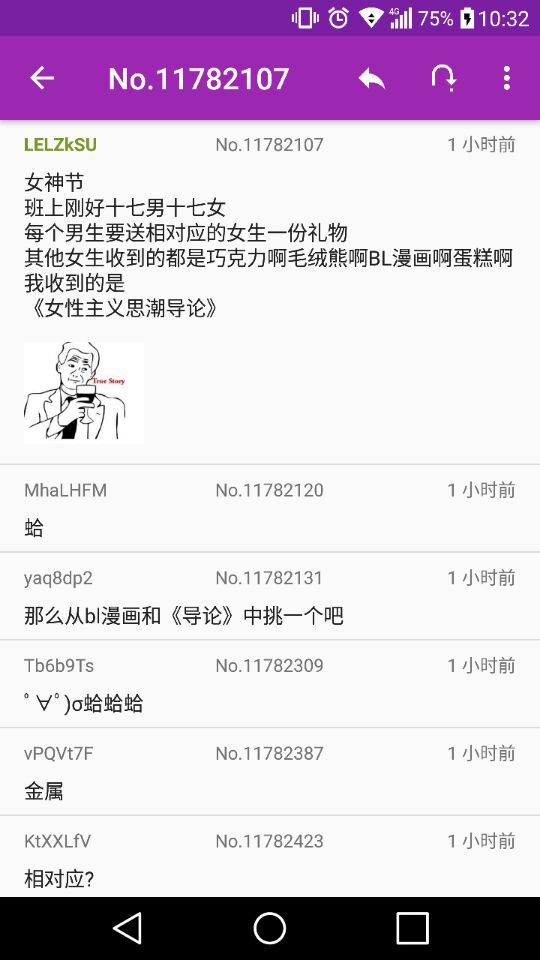 4G 75% 10:32
No.11782107
LELZkSU No.11782107 1 小时前
女神节
班上刚好十七男十七女
每个男生要送相对应的女生一份礼物
其他女生收到的都是巧克力啊毛绒熊啊BL漫画啊蛋糕啊
我收到的是
《女性主义思潮导论》
True Story
MhaLHFM No.11782120 1 小时前
蛤
yaq8dp2 No.11782131 1 小时前
那么从bl漫画和《导论》中挑一个吧
Tb6b9Ts No.11782309 1 小时前
ﾟ∀ﾟ)σ蛤蛤蛤
vPQVt7F No.11782387 1 小时前
金属
KtXXLfV No.11782423 1 小时前
相对应?